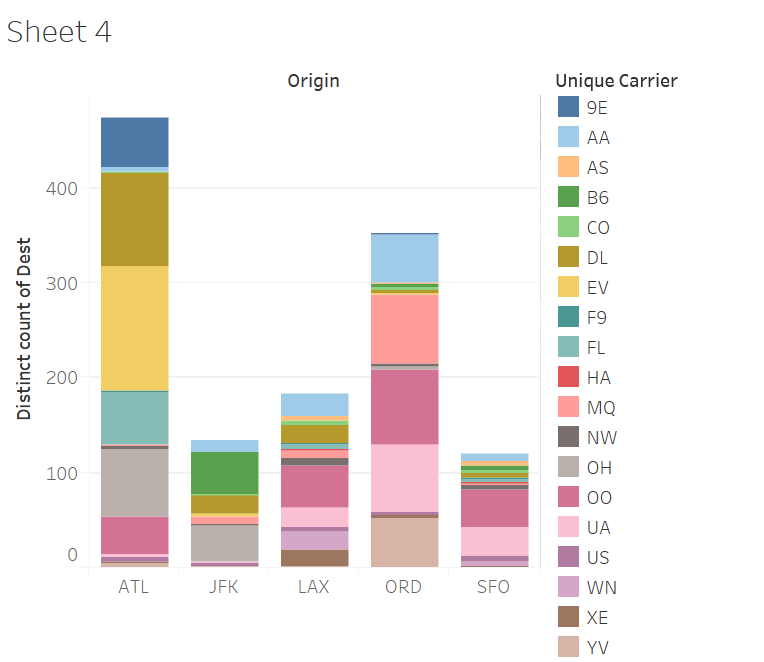 Sheet 4
Origin
Unique Carrier
9E
AA
AS
B6
CO
DL
EV
F9
FL
HA
MQ
NW
OH
OO
UA
US
WN
XE
YV
Distinct count of Dest
400
300
200
100
0
ATL JFK LAX ORD SFO